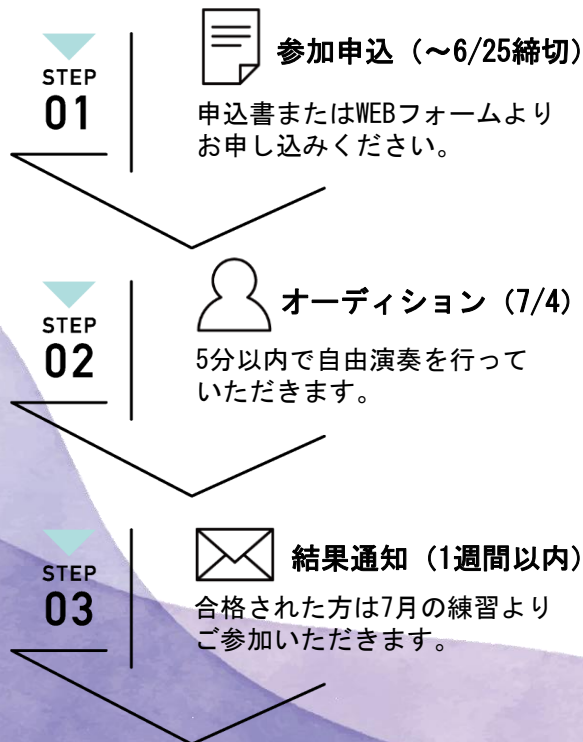 STEP
01
参加申込（～6/25締切）
申込書またはWEBフォームより
お申し込みください。
STEP
02
オーディション（7/4）
5分以内で自由演奏を行って
いただきます。
STEP
03
結果通知（1週間以内）
合格された方は7月の練習より
ご参加いただきます。